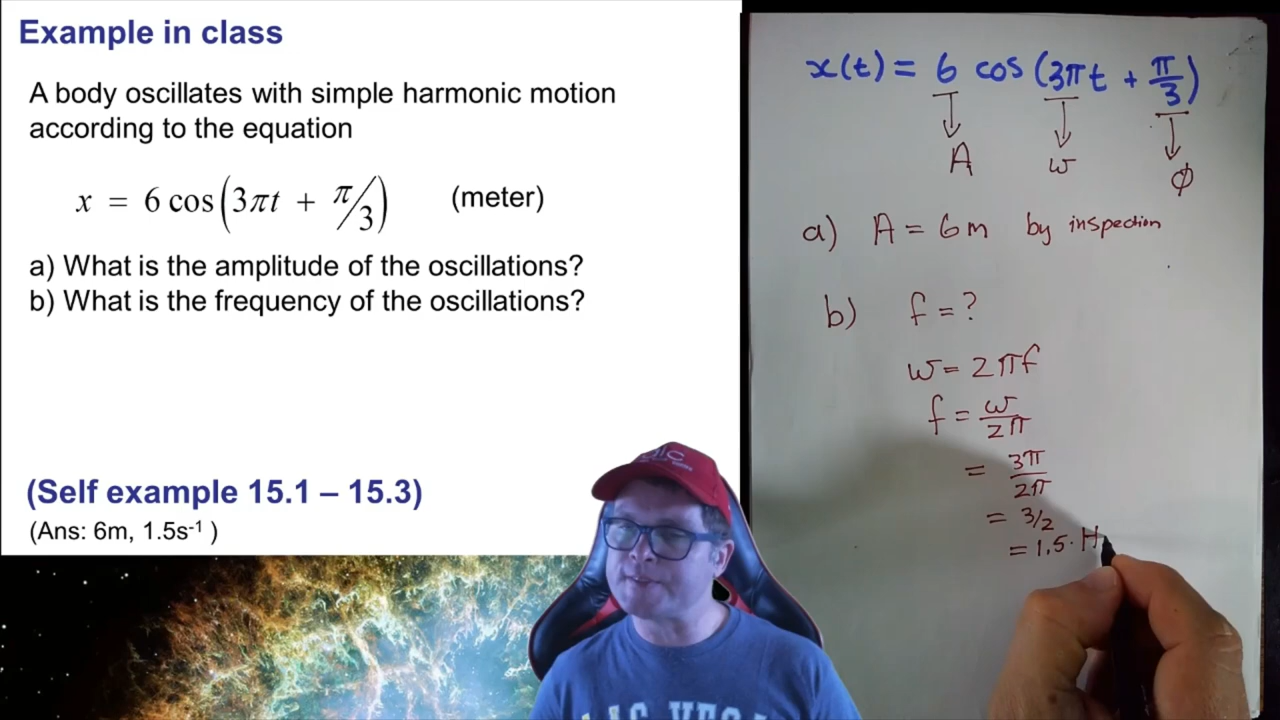 Example in class
A body oscillates with simple harmonic motion
according to the equation
x = 6 cos(3πt + π/3) (meter)
a) What is the amplitude of the oscillations?
b) What is the frequency of the oscillations?
(Self example 15.1 – 15.3)
(Ans: 6m, 1.5s⁻¹ )
x(t) = 6 cos (3πt + π/3)
A ω ϕ
a) A = 6m by inspection
b) f = ?
ω = 2πf
f = ω/2π
= 3π/2π
= 3/2
= 1.5. H